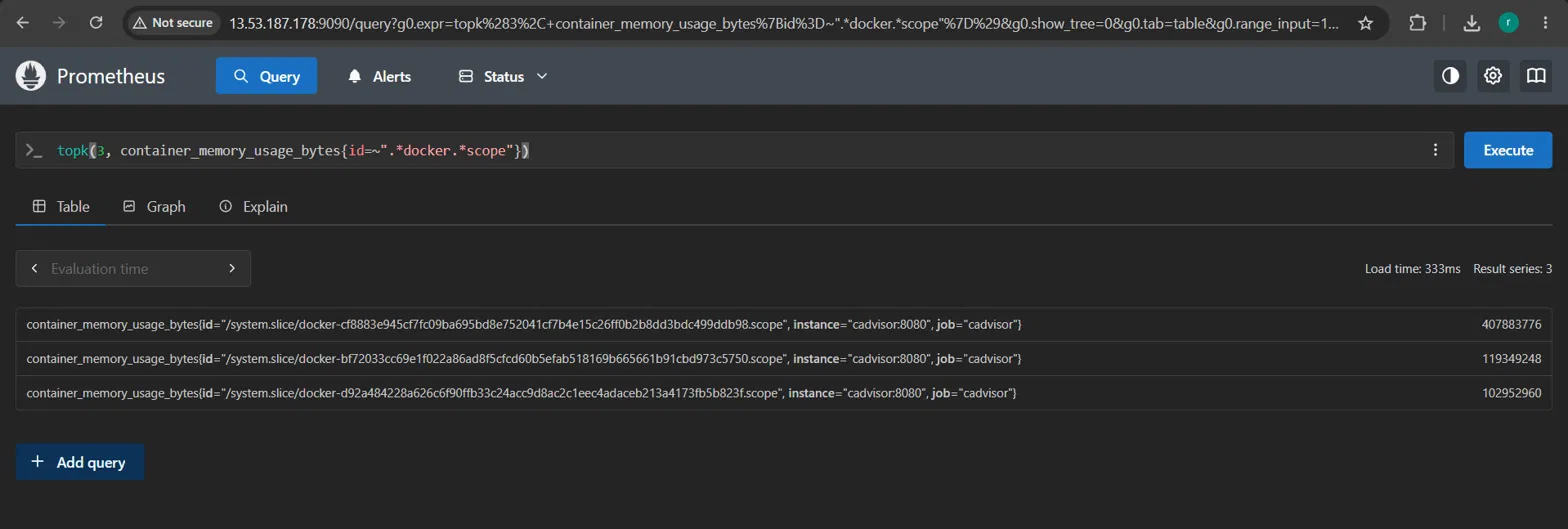 Not secure 13.53.187.178:9090/query?g0.expr=topk%283%2C+container_memory_usage_bytes%7Bid%3D~".*docker.*scope"%7D%29&g0.show_tree=0&g0.tab=table&g0.range_input=1... r
Prometheus Query Alerts Status
>_ topk(3, container_memory_usage_bytes{id=~".*docker.*scope"}) Execute
Table Graph Explain
Evaluation time Load time: 333ms Result series: 3
container_memory_usage_bytes{id="/system.slice/docker-cf8883e945cf7fc09ba695bd8e752041cf7b4e15c26ff0b2b8dd3bdc499ddb98.scope", instance="cadvisor:8080", job="cadvisor"} 407883776
container_memory_usage_bytes{id="/system.slice/docker-bf72033cc69e1f022a86ad8f5cfcd60b5efab518169b665661b91cbd973c5750.scope", instance="cadvisor:8080", job="cadvisor"} 119349248
container_memory_usage_bytes{id="/system.slice/docker-d92a484228a626c6f90ffb33c24acc9d8ac2c1eec4adaceb213a4173fb5b823f.scope", instance="cadvisor:8080", job="cadvisor"} 102952960
+ Add query